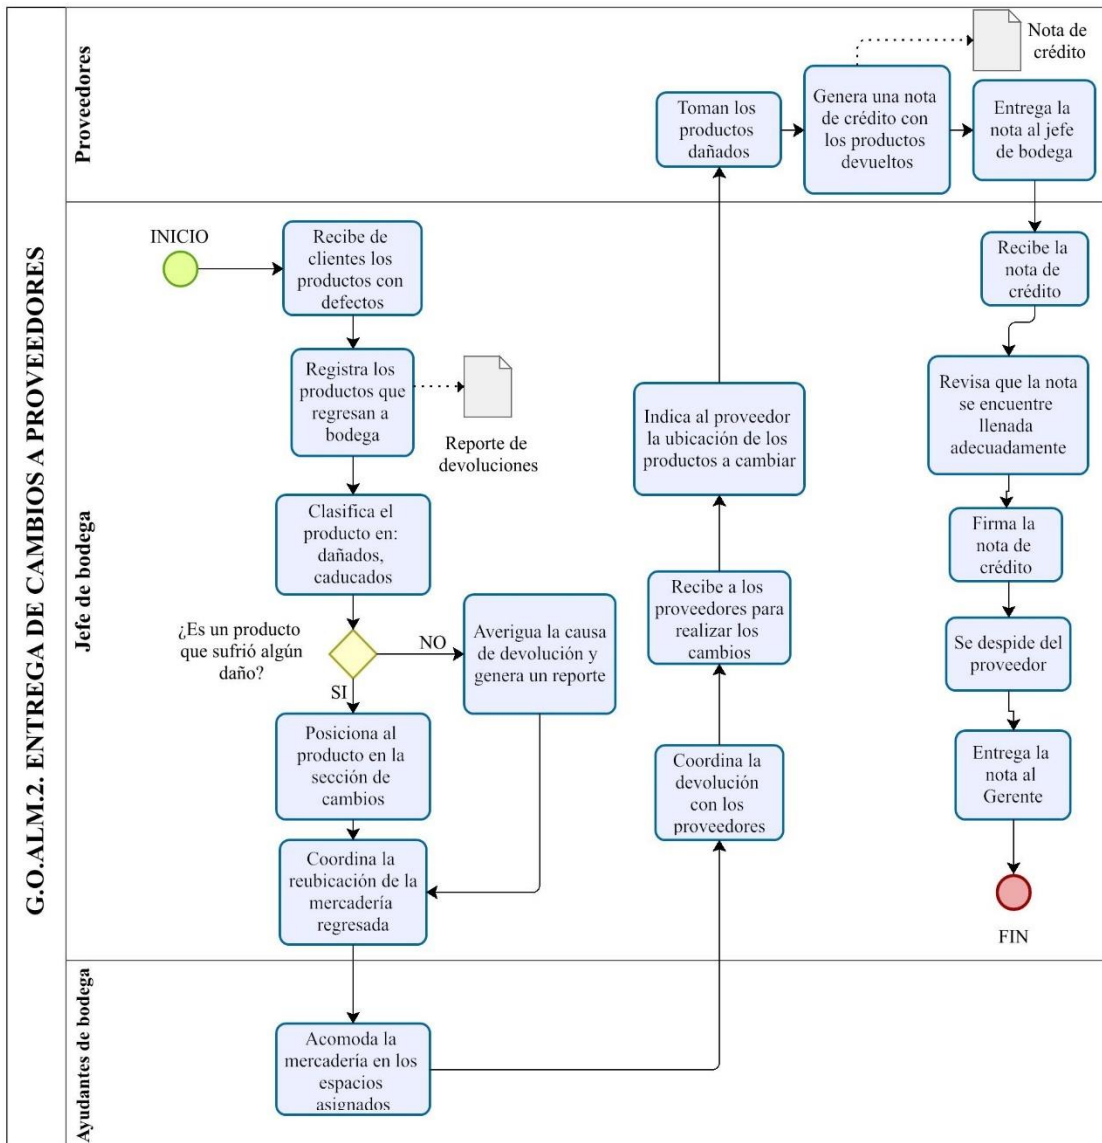 G.O.ALM.2. ENTREGA DE CAMBIOS A PROVEEDORES
Proveedores
Toman los
productos
dañados
Genera una nota
de crédito con
los productos
devueltos
Nota de
crédito
Entrega la
nota al jefe
de bodega
Jefe de bodega
INICIO
Recibe de
clientes los
productos con
defectos
Registra los
productos que
regresan a
bodega
Reporte de
devoluciones
Clasifica el
producto en:
dañados,
caducados
¿Es un producto
que sufrió algún
daño?
NO
SI
Averigua la causa
de devolución y
genera un reporte
Posiciona al
producto en la
sección de
cambios
Coordina la
reubicación de la
mercadería
regresada
Indica al proveedor
la ubicación de los
productos a cambiar
Recibe a los
proveedores para
realizar los
cambios
Coordina la
devolución
con los
proveedores
Recibe la
nota de
crédito
Revisa que la nota
se encuentre
llenada
adecuadamente
Firma la
nota de
crédito
Se despide del
proveedor
Entrega la
nota al
Gerente
FIN
Ayudantes de bodega
Acomoda la
mercadería en los
espacios
asignados